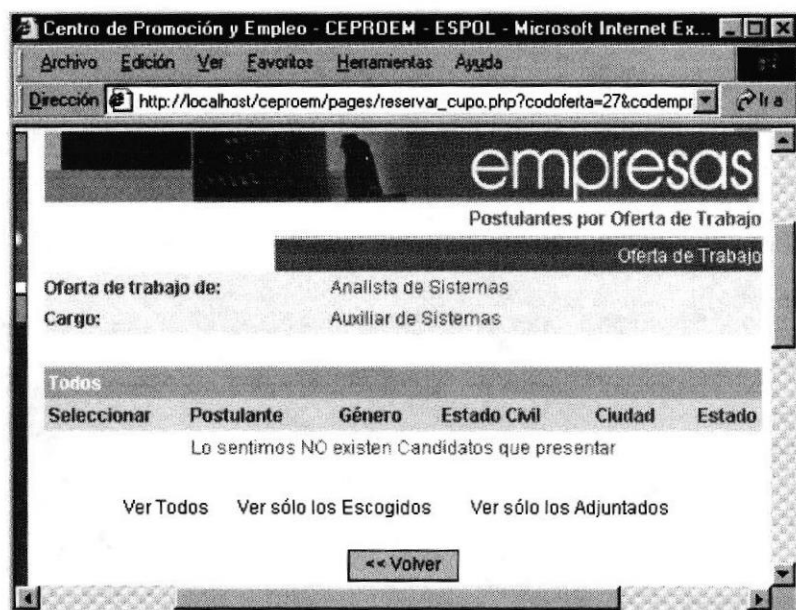 Centro de Promoción y Empleo - CEPROEM - ESPOL - Microsoft Internet Ex...
Archivo Edición Ver Favoritos Herramientas Ayuda
Dirección http://localhost/ceproem/pages/reservar_cupo.php?codoferta=27&codempr Ir a
empresas
Postulantes por Oferta de Trabajo
Oferta de Trabajo
Oferta de trabajo de: Analista de Sistemas
Cargo: Auxiliar de Sistemas
Todos
Seleccionar Postulante Género Estado Civil Ciudad Estado
Lo sentimos NO existen Candidatos que presentar
Ver Todos Ver sólo los Escogidos Ver sólo los Adjuntados
<< Volver